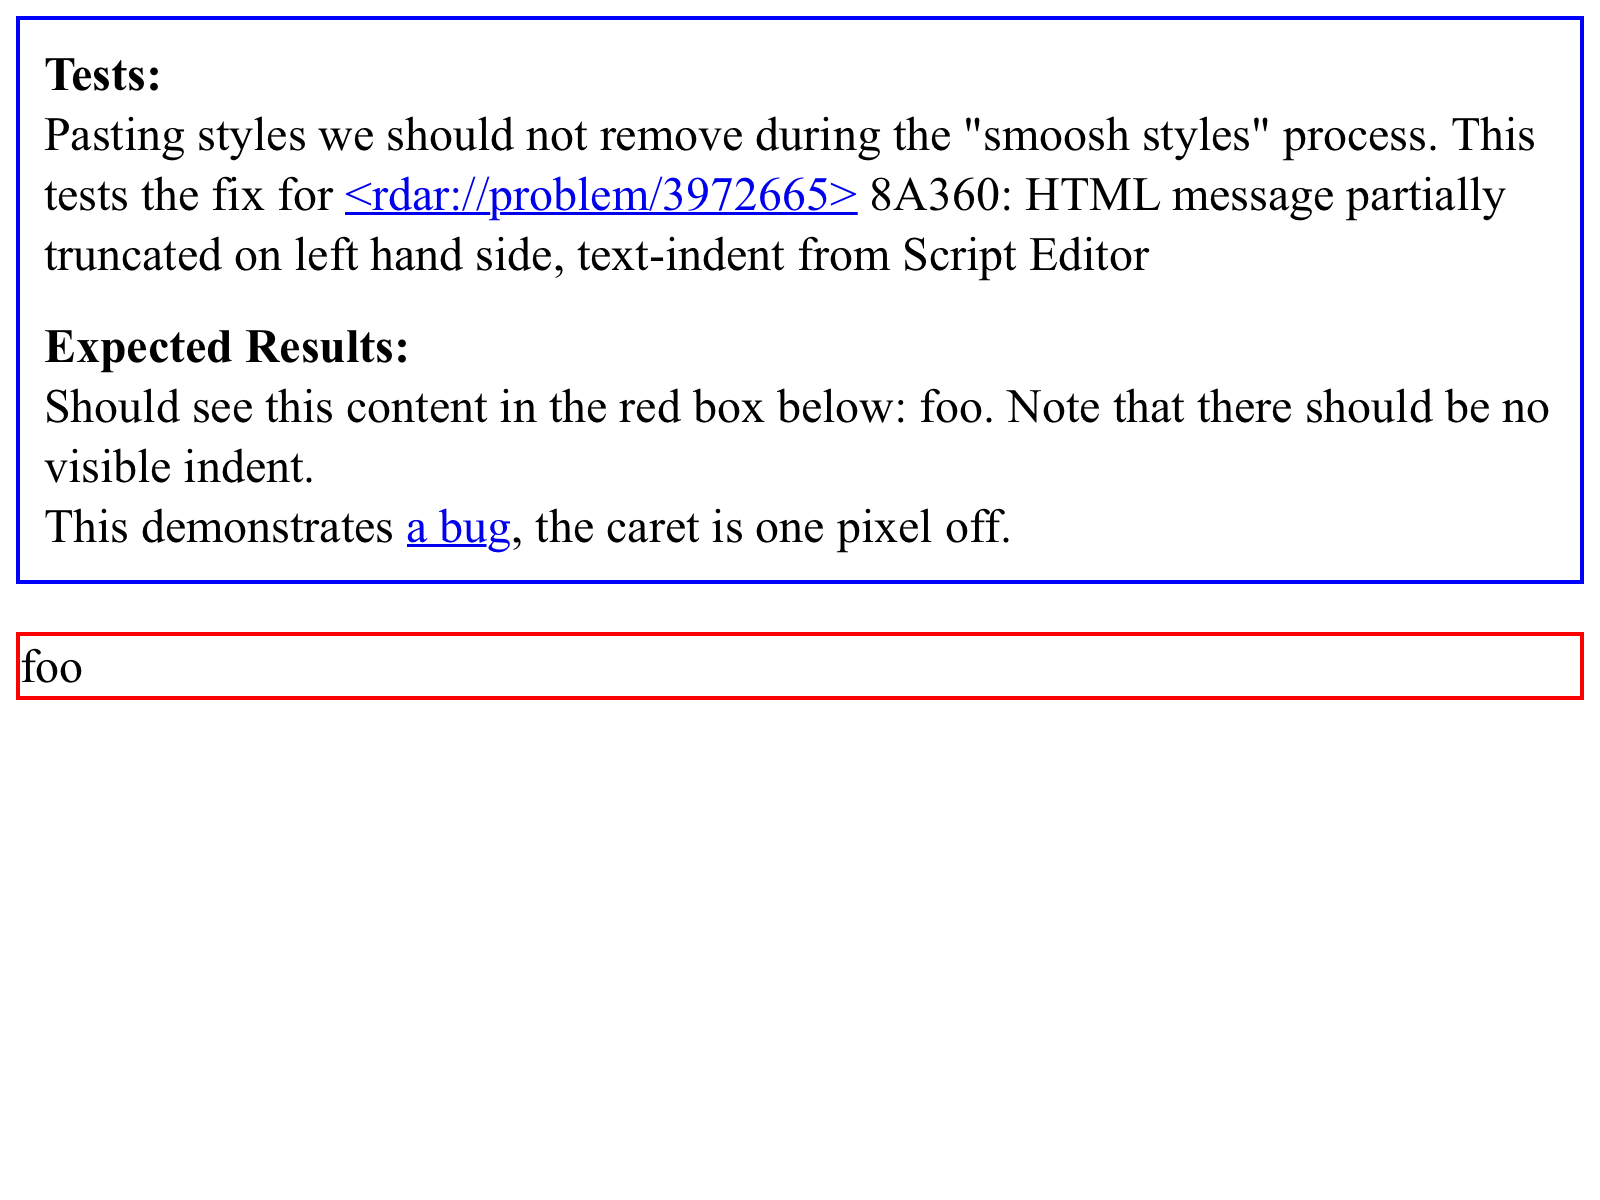 Tests:
Pasting styles we should not remove during the "smoosh styles" process. This
tests the fix for <rdar://problem/3972665> 8A360: HTML message partially
truncated on left hand side, text-indent from Script Editor
Expected Results:
Should see this content in the red box below: foo. Note that there should be no
visible indent.
This demonstrates a bug, the caret is one pixel off.
foo